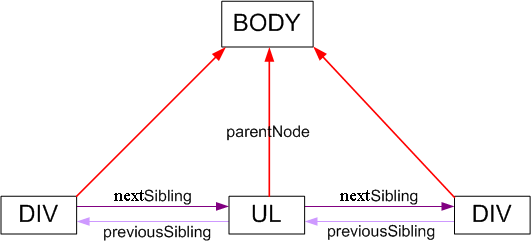 BODY
parentNode
nextSibling
nextSibling
DIV
UL
DIV
previousSibling
previousSibling